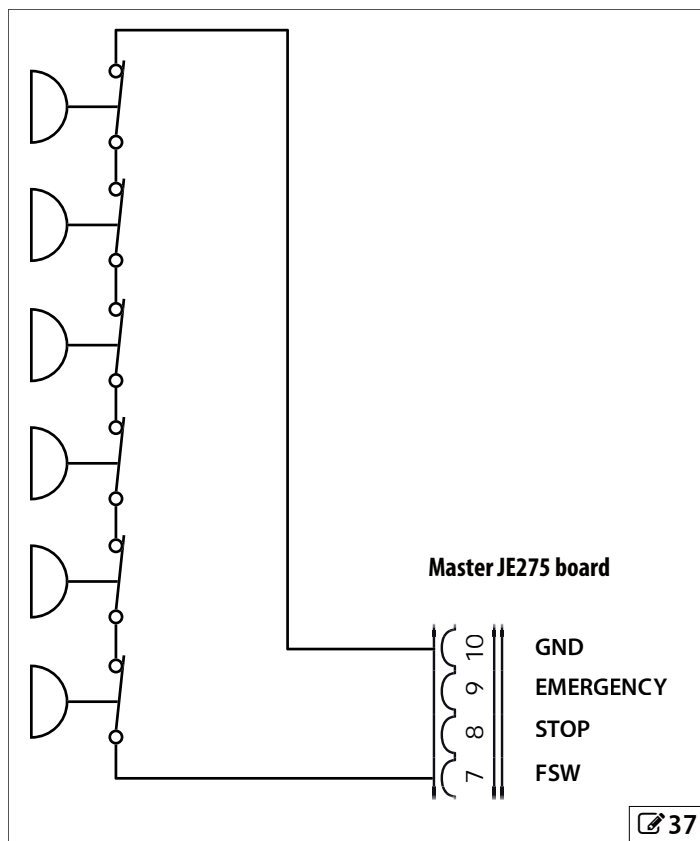 Master JE275 board
10 GND
9 EMERGENCY
8 STOP
7 FSW
37